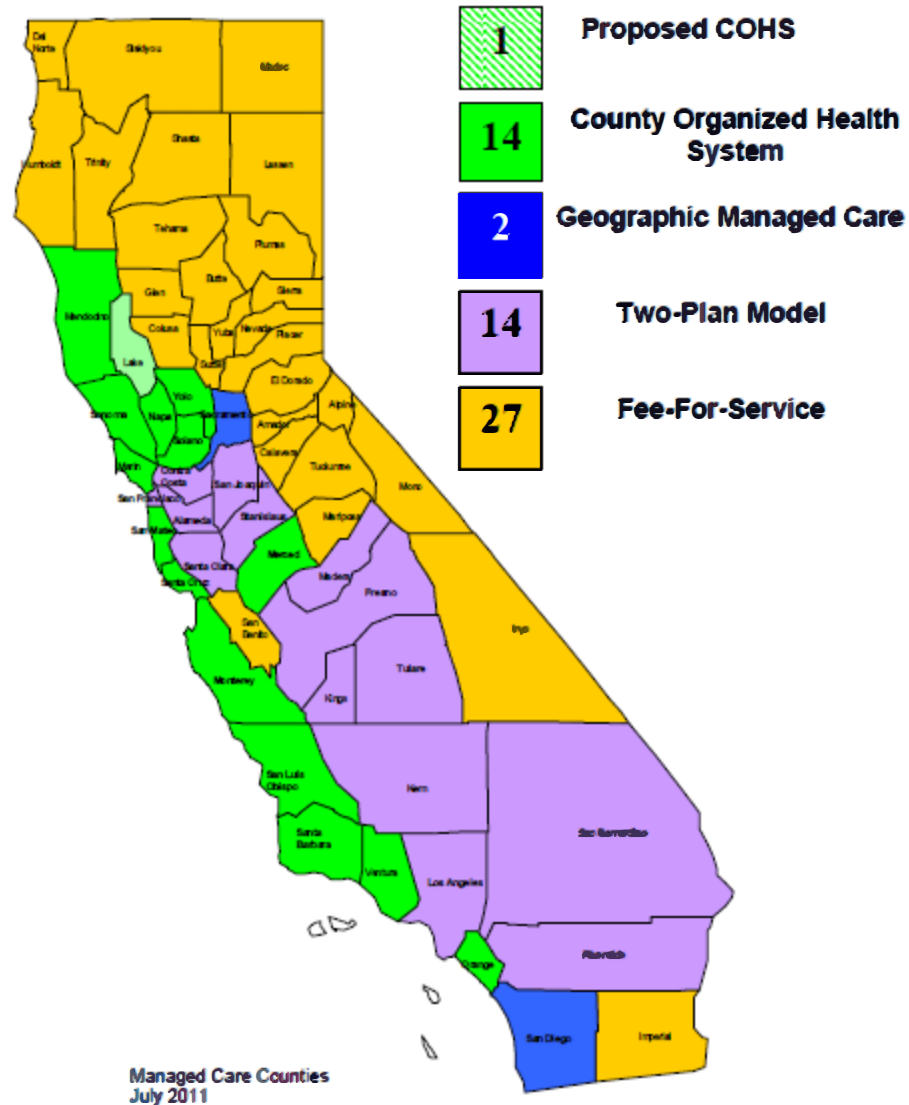 1 Proposed COHS
14 County Organized Health
System
2 Geographic Managed Care
14 Two-Plan Model
27 Fee-For-Service
Del
Norte
Siskiyou
Modoc
Humboldt
Trinity
Shasta
Lassen
Tehama
Plumas
Butte
Glen
Sierra
Mendocino
Colusa
Yuba
Nevada
Placer
Lake
Sutter
El Dorado
Yolo
Sonoma
Napa
Sacramento
Alpine
Solano
Amador
Marin
Calavera
Contra
Costa
San Joaquin
Tuolumne
Mono
San Francisco
Alameda
Stanislaus
Mariposa
San Mateo
Santa Clara
Merced
Santa Cruz
Madera
Fresno
San
Benito
Inyo
Monterey
Kings
Tulare
San Luis
Obispo
Kern
San Bernardino
Santa
Barbara
Ventura
Los Angeles
Orange
Riverside
San Diego
Imperial
Managed Care Counties
July 2011